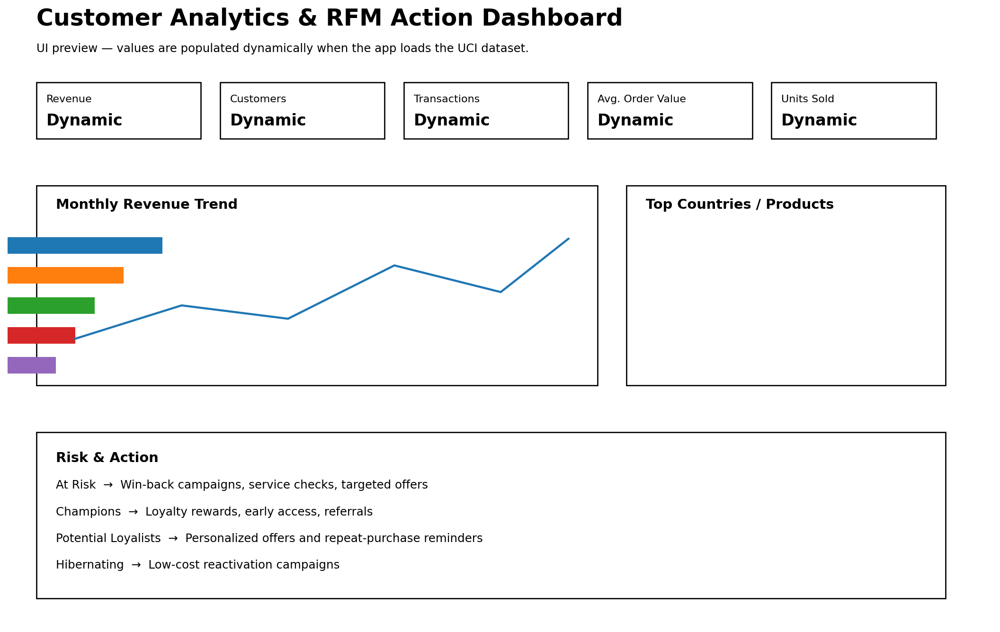 Customer Analytics & RFM Action Dashboard
UI preview — values are populated dynamically when the app loads the UCI dataset.
Revenue
Dynamic
Customers
Dynamic
Transactions
Dynamic
Avg. Order Value
Dynamic
Units Sold
Dynamic
Monthly Revenue Trend
Top Countries / Products
Risk & Action
At Risk → Win-back campaigns, service checks, targeted offers
Champions → Loyalty rewards, early access, referrals
Potential Loyalists → Personalized offers and repeat-purchase reminders
Hibernating → Low-cost reactivation campaigns